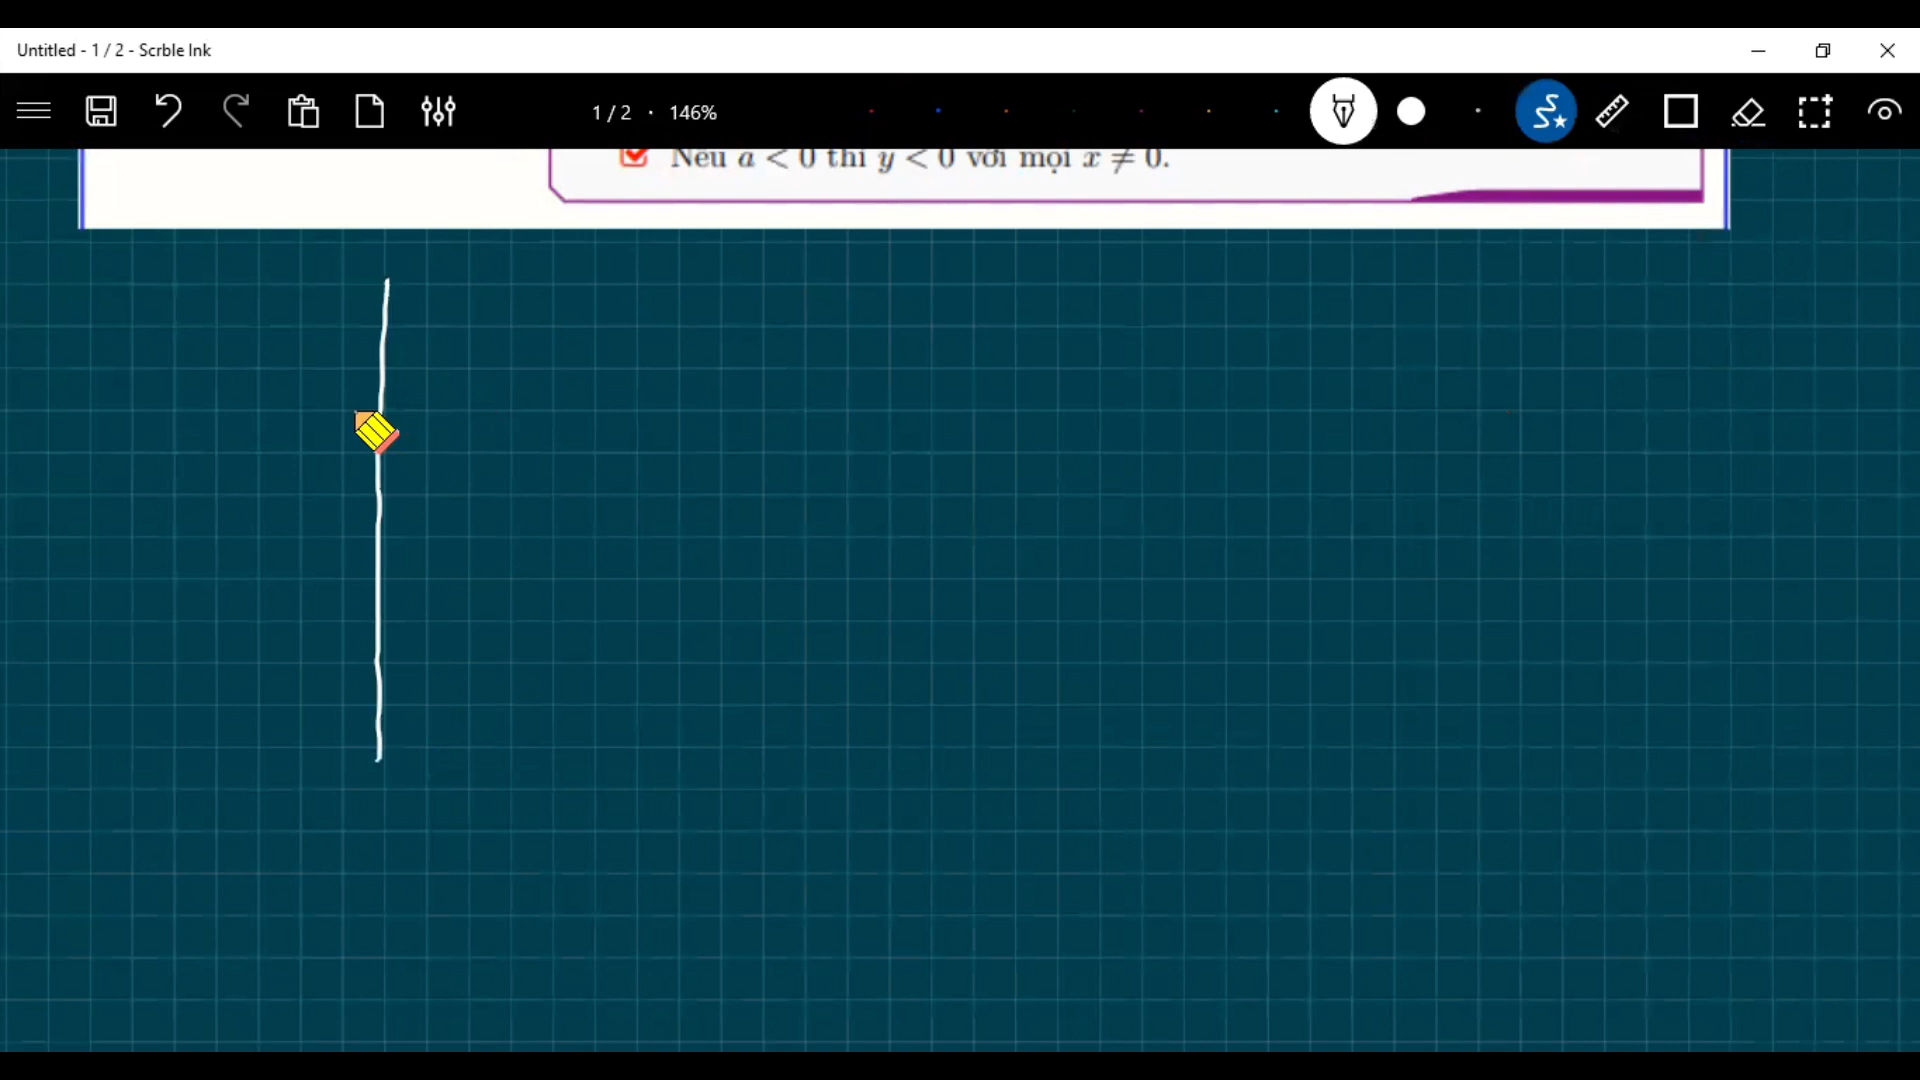 Untitled - 1 / 2 - Scrble Ink
1 / 2 · 146%
Nếu a < 0 thì y < 0 với mọi x ≠ 0.